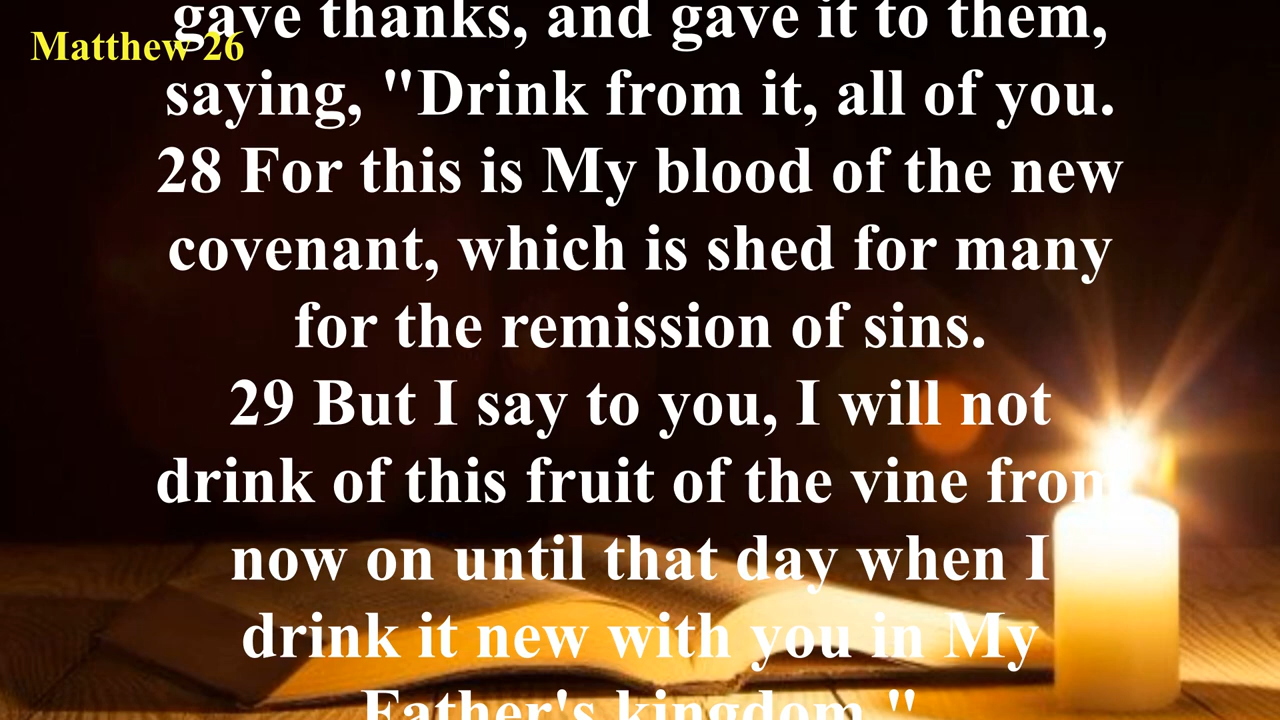 Matthew 26
gave thanks, and gave it to them,
saying, "Drink from it, all of you.
28 For this is My blood of the new
covenant, which is shed for many
for the remission of sins.
29 But I say to you, I will not
drink of this fruit of the vine from
now on until that day when I
drink it new with you in My
Father's kingdom."